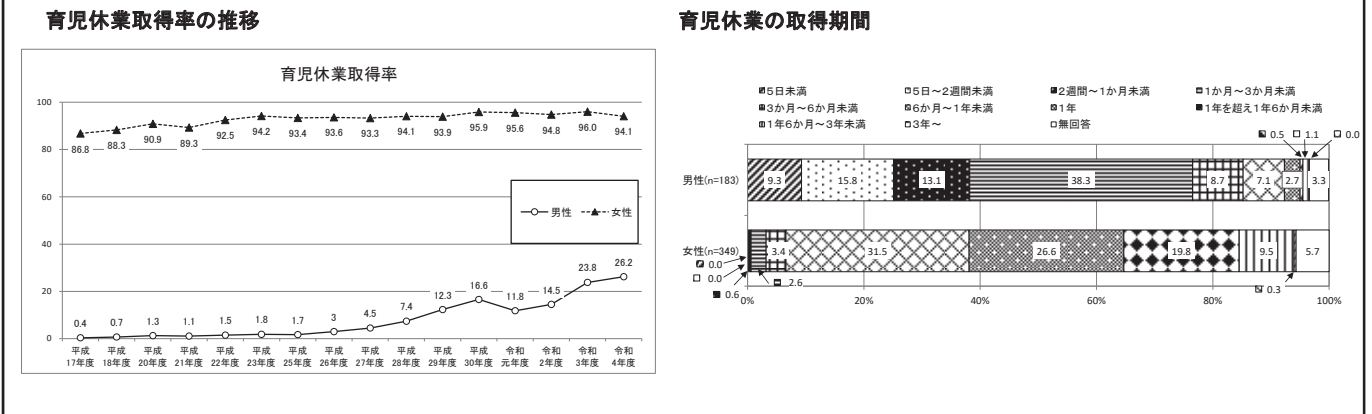 育児休業取得率の推移
育児休業取得率
100
80
60
40
20
0
86.8 88.3 90.9 89.3 92.5 94.2 93.4 93.6 93.3 94.1 93.9 95.9 95.6 94.8 96.0 94.1
男性 女性
0.4 0.7 1.3 1.1 1.5 1.8 1.7 3 4.5 7.4 12.3 16.6 11.8 14.5 23.8 26.2
平成 平成 平成 平成 平成 平成 平成 平成 平成 平成 平成 平成 令和 令和 令和 令和
17年度 18年度 20年度 21年度 22年度 23年度 25年度 26年度 27年度 28年度 29年度 30年度 元年度 2年度 3年度 4年度
育児休業の取得期間
5日未満 5日～2週間未満 2週間～1か月未満 1か月～3か月未満
3か月～6か月未満 6か月～1年未満 1年 1年を超え1年6か月未満
1年6か月～3年未満 3年～ 無回答
0.5 1.1 0.0
男性(n=183) 9.3 15.8 13.1 38.3 8.7 7.1 2.7 3.3
女性(n=349) 3.4 31.5 26.6 19.8 9.5 5.7
0.0
0.0
0.6 2.6 0.3
0% 20% 40% 60% 80% 100%